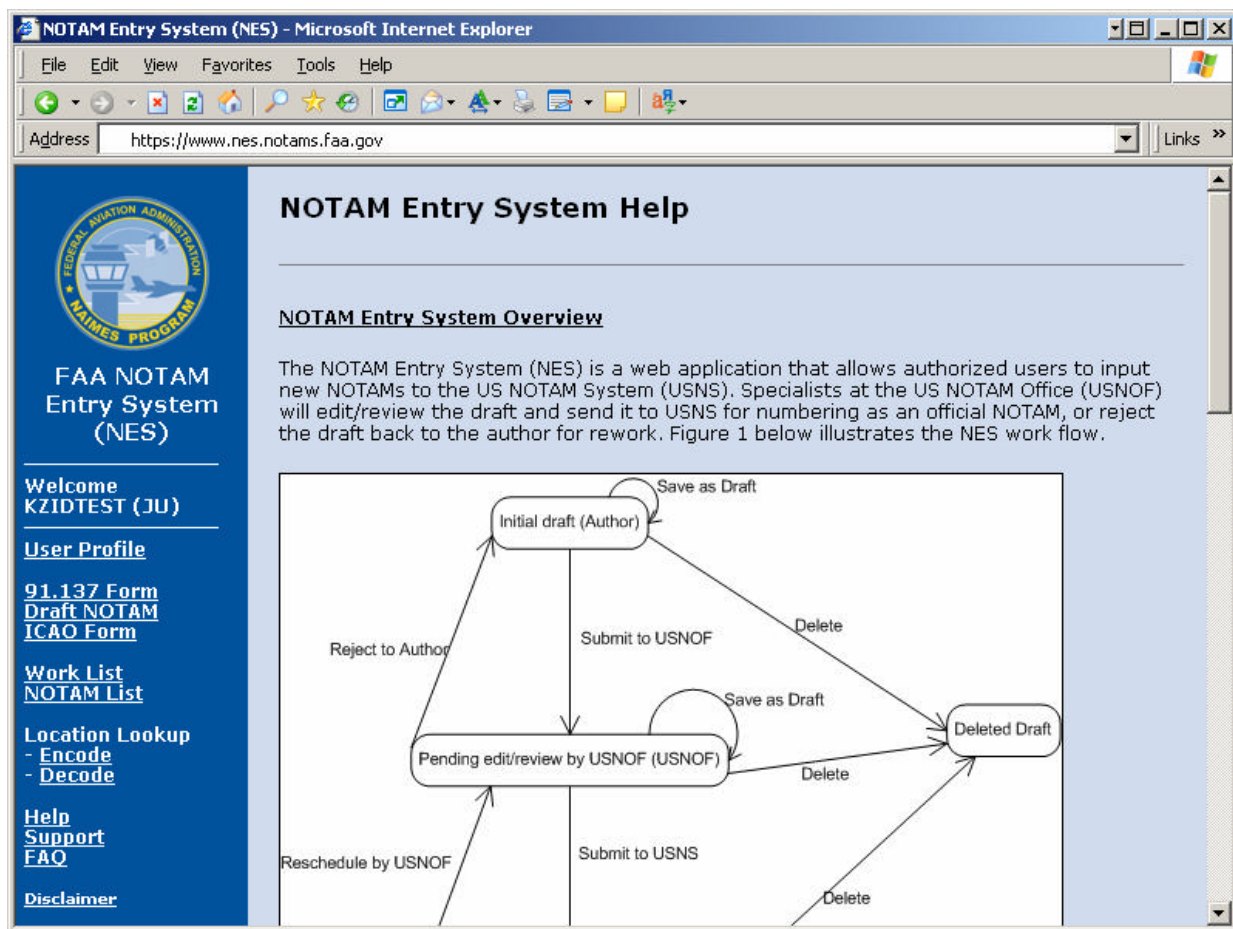 NOTAM Entry System (NES) - Microsoft Internet Explorer
File Edit View Favorites Tools Help
Address https://www.nes.notams.faa.gov Links »
FEDERAL AVIATION ADMINISTRATION
NAIMES PROGRAM
FAA NOTAM
Entry System
(NES)
Welcome
KZIDTEST (JU)
User Profile
91.137 Form
Draft NOTAM
ICAO Form
Work List
NOTAM List
Location Lookup
- Encode
- Decode
Help
Support
FAQ
Disclaimer
NOTAM Entry System Help
NOTAM Entry System Overview
The NOTAM Entry System (NES) is a web application that allows authorized users to input
new NOTAMs to the US NOTAM System (USNS). Specialists at the US NOTAM Office (USNOF)
will edit/review the draft and send it to USNS for numbering as an official NOTAM, or reject
the draft back to the author for rework. Figure 1 below illustrates the NES work flow.
Save as Draft
Initial draft (Author)
Delete
Reject to Author
Submit to USNOF
Save as Draft
Deleted Draft
Pending edit/review by USNOF (USNOF)
Delete
Reschedule by USNOF
Submit to USNS
Delete